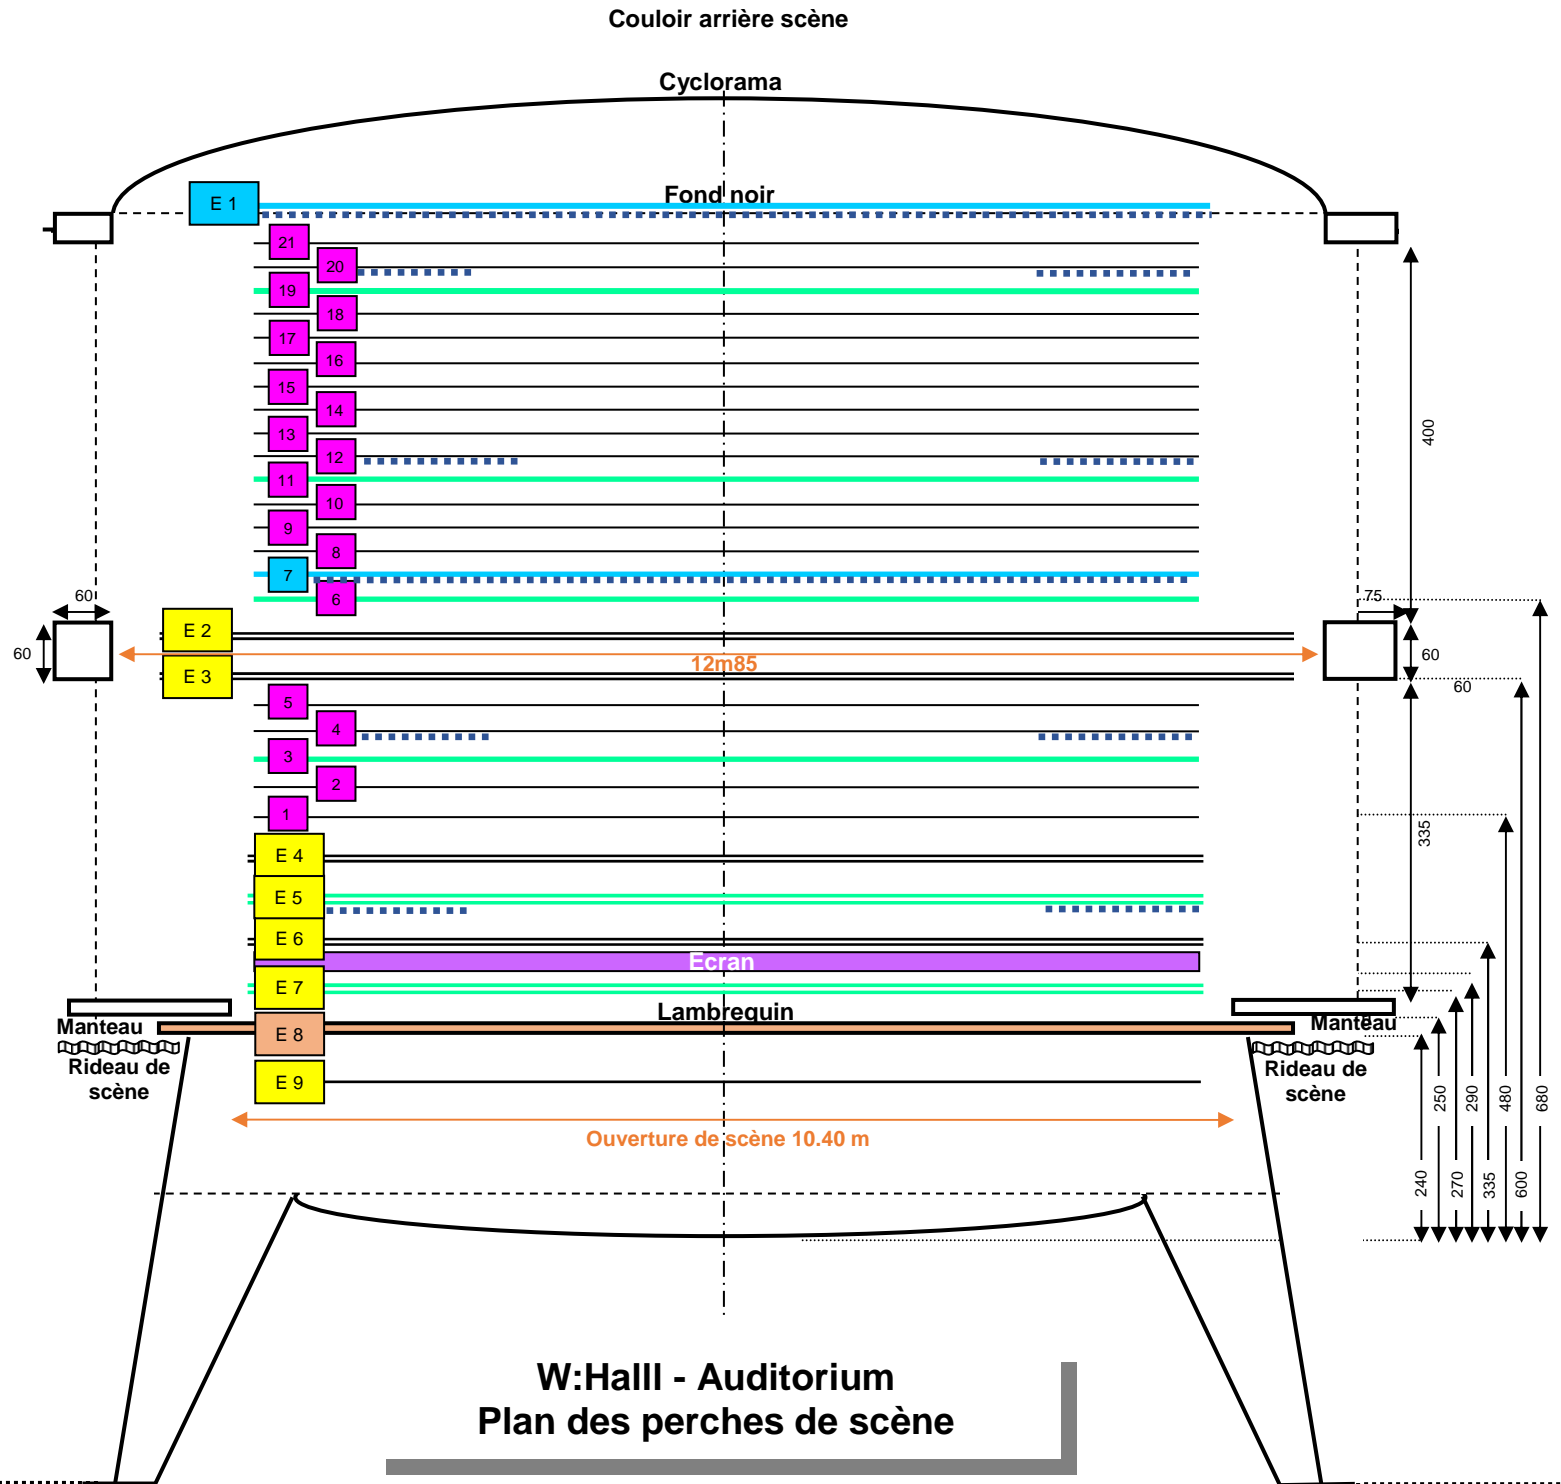 Couloir arrière scène
Cyclorama
Fond noir
E 1
21
20
19
18
17
16
15
14
13
12
11
10
9
8
7
6
400
60
75
E 2
60
12m85
60
E 3
60
5
4
3
2
1
335
E 4
E 5
E 6
Ecran
E 7
Lambrequin
Manteau
E 8
Manteau
Rideau de
scène
Rideau de
scène
E 9
Ouverture de scène 10.40 m
240
250
270
290
335
480
600
680
W:Halll - Auditorium
Plan des perches de scène